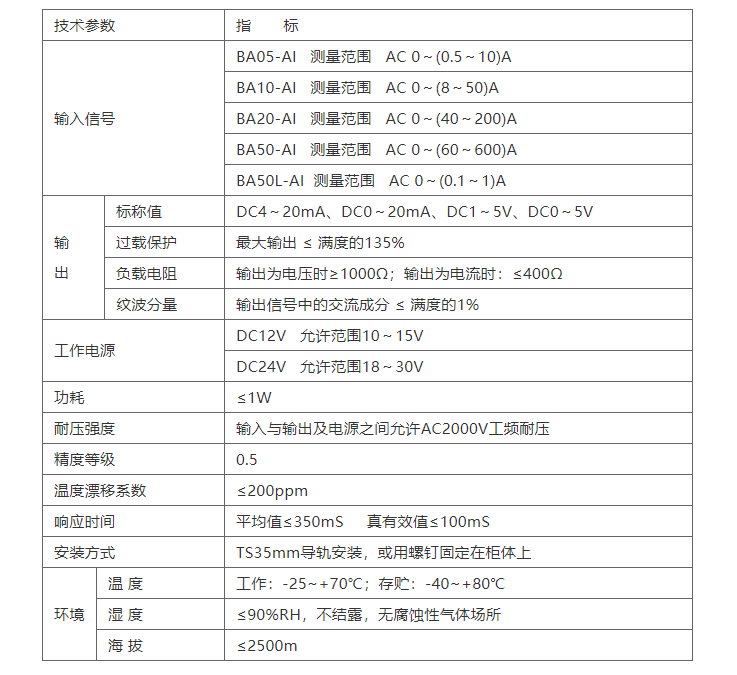 技术参数 指 标
输入信号
BA05-AI 测量范围 AC 0～(0.5～10)A
BA10-AI 测量范围 AC 0～(8～50)A
BA20-AI 测量范围 AC 0～(40～200)A
BA50-AI 测量范围 AC 0～(60～600)A
BA50L-AI 测量范围 AC 0～(0.1～1)A
输
出
标称值 DC4～20mA、DC0～20mA、DC1～5V、DC0～5V
过载保护 最大输出 ≤ 满度的135%
负载电阻 输出为电压时≥1000Ω；输出为电流时：≤400Ω
纹波分量 输出信号中的交流成分 ≤ 满度的1%
工作电源
DC12V 允许范围10～15V
DC24V 允许范围18～30V
功耗 ≤1W
耐压强度 输入与输出及电源之间允许AC2000V工频耐压
精度等级 0.5
温度漂移系数 ≤200ppm
响应时间 平均值≤350mS 真有效值≤100mS
安装方式 TS35mm导轨安装，或用螺钉固定在柜体上
环境
温 度 工作：-25~+70℃；存贮：-40~+80℃
湿 度 ≤90%RH，不结露，无腐蚀性气体场所
海 拔 ≤2500m